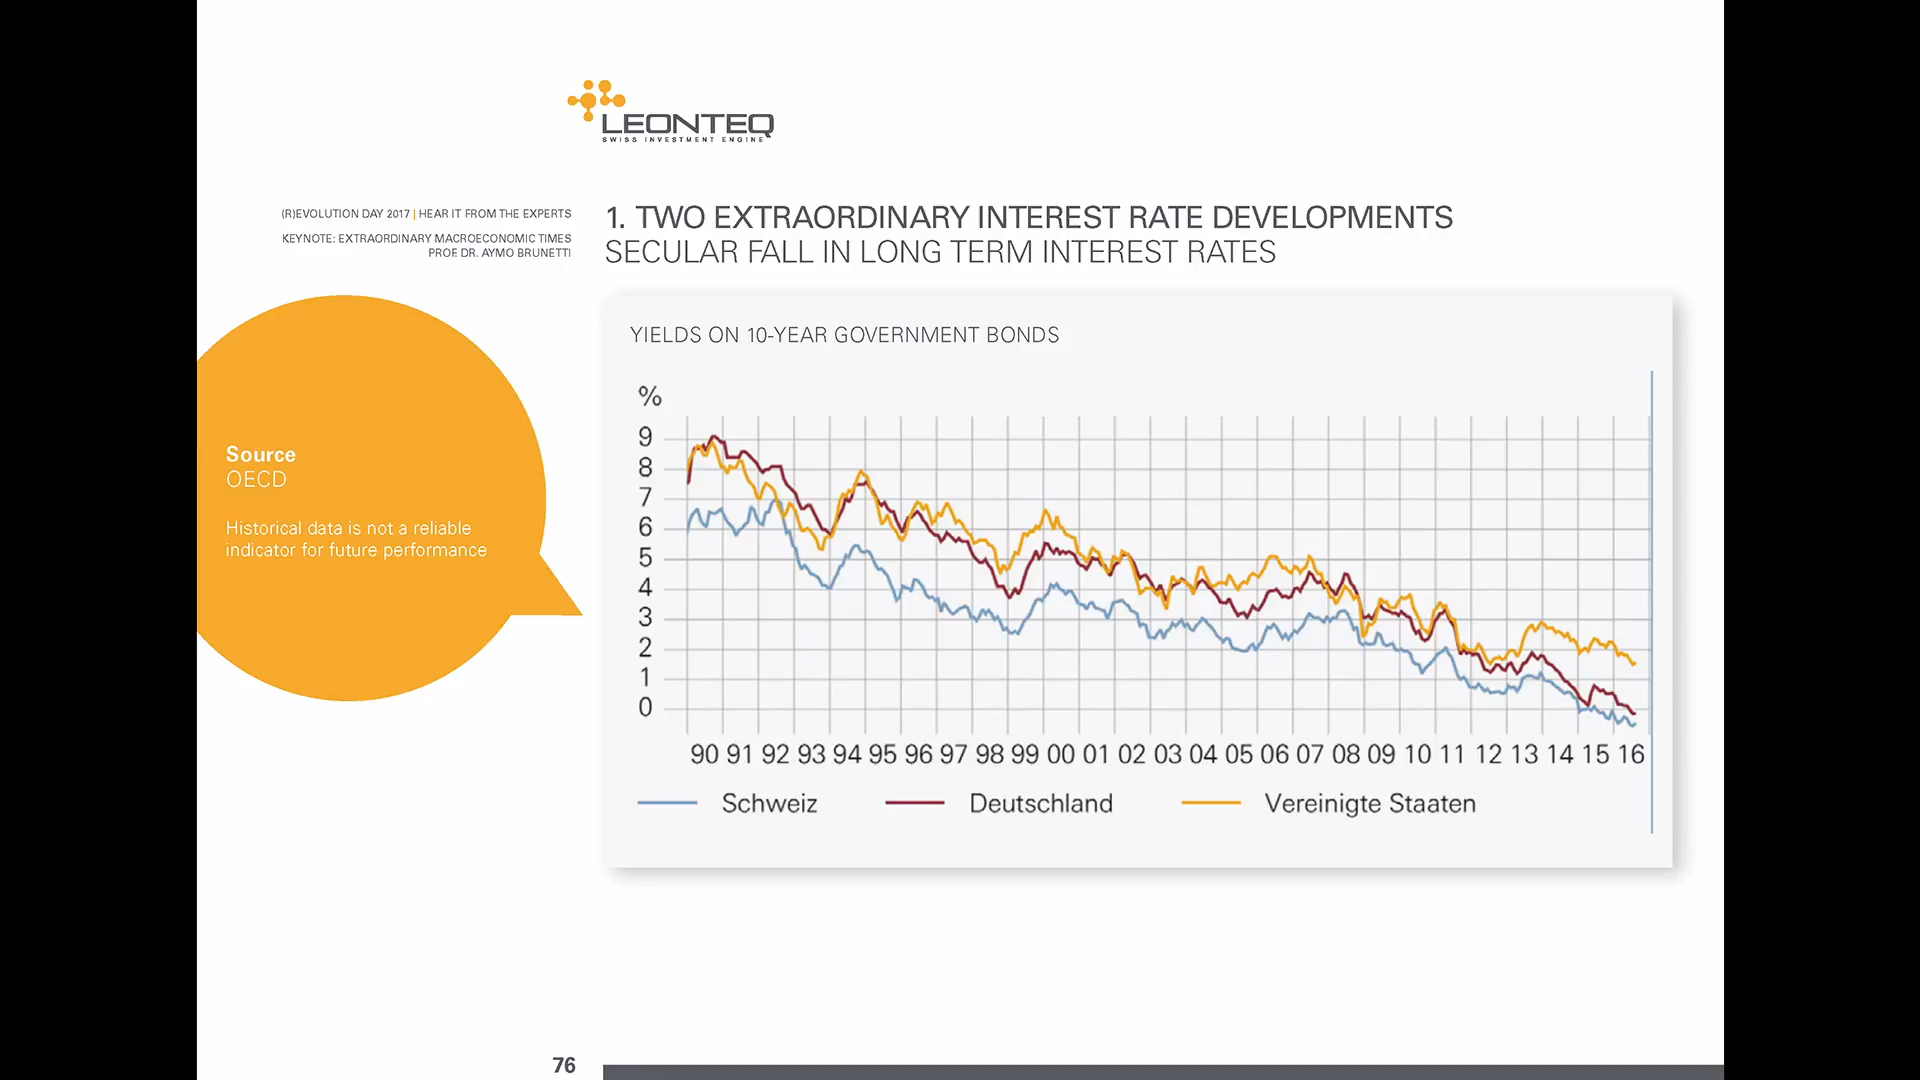 LEONTEQ
SWISS INVESTMENT ENGINE
(R)EVOLUTION DAY 2017 | HEAR IT FROM THE EXPERTS
KEYNOTE: EXTRAORDINARY MACROECONOMIC TIMES
PROF. DR. AYMO BRUNETTI
1. TWO EXTRAORDINARY INTEREST RATE DEVELOPMENTS
SECULAR FALL IN LONG TERM INTEREST RATES
Source
OECD
Historical data is not a reliable
indicator for future performance
YIELDS ON 10-YEAR GOVERNMENT BONDS
%
9
8
7
6
5
4
3
2
1
0
90 91 92 93 94 95 96 97 98 99 00 01 02 03 04 05 06 07 08 09 10 11 12 13 14 15 16
Schweiz Deutschland Vereinigte Staaten
76